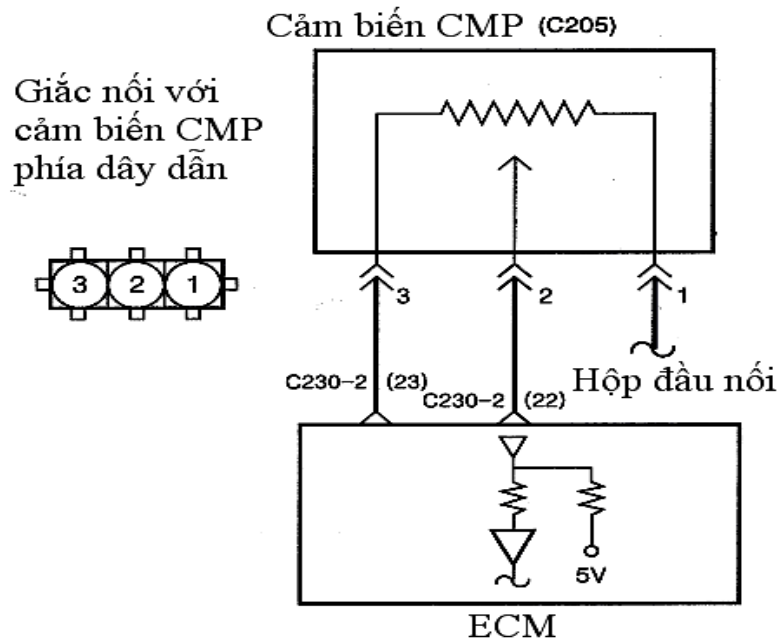 Cảm biến CMP (C205)
Giắc nối với
cảm biến CMP
phía dây dẫn
3 2 1
3
2
1
C230-2 (23)
C230-2 (22)
Hộp đầu nối
5V
ECM